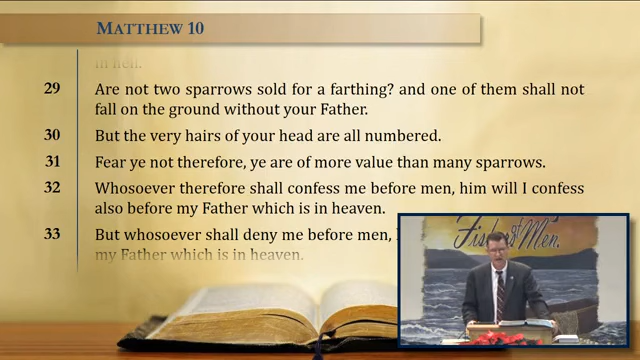 MATTHEW 10
in hell.
29 Are not two sparrows sold for a farthing? and one of them shall not
fall on the ground without your Father.
30 But the very hairs of your head are all numbered.
31 Fear ye not therefore, ye are of more value than many sparrows.
32 Whosoever therefore shall confess me before men, him will I confess
also before my Father which is in heaven.
33 But whosoever shall deny me before men,
my Father which is in heaven.
Fishers
of Men.